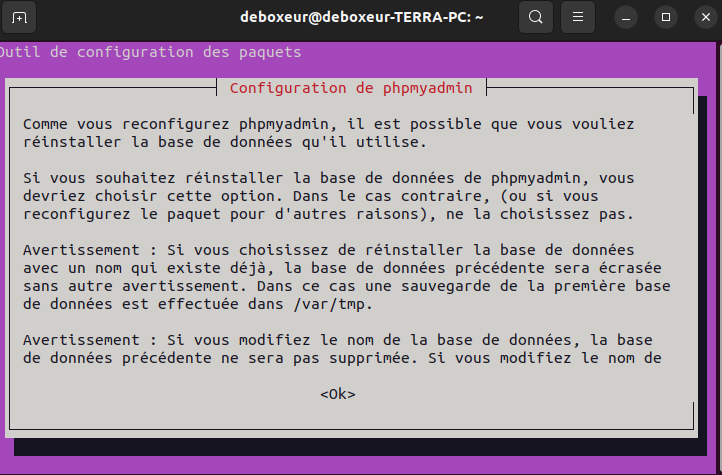 deboxeur@deboxeur-TERRA-PC: ~
Outil de configuration des paquets
Configuration de phpmyadmin
Comme vous reconfigurez phpmyadmin, il est possible que vous vouliez
réinstaller la base de données qu'il utilise.
Si vous souhaitez réinstaller la base de données de phpmyadmin, vous
devriez choisir cette option. Dans le cas contraire, (ou si vous
reconfigurez le paquet pour d'autres raisons), ne la choisissez pas.
Avertissement : Si vous choisissez de réinstaller la base de données
avec un nom qui existe déjà, la base de données précédente sera écrasée
sans autre avertissement. Dans ce cas une sauvegarde de la première base
de données est effectuée dans /var/tmp.
Avertissement : Si vous modifiez le nom de la base de données, la base
de données précédente ne sera pas supprimée. Si vous modifiez le nom de
<Ok>